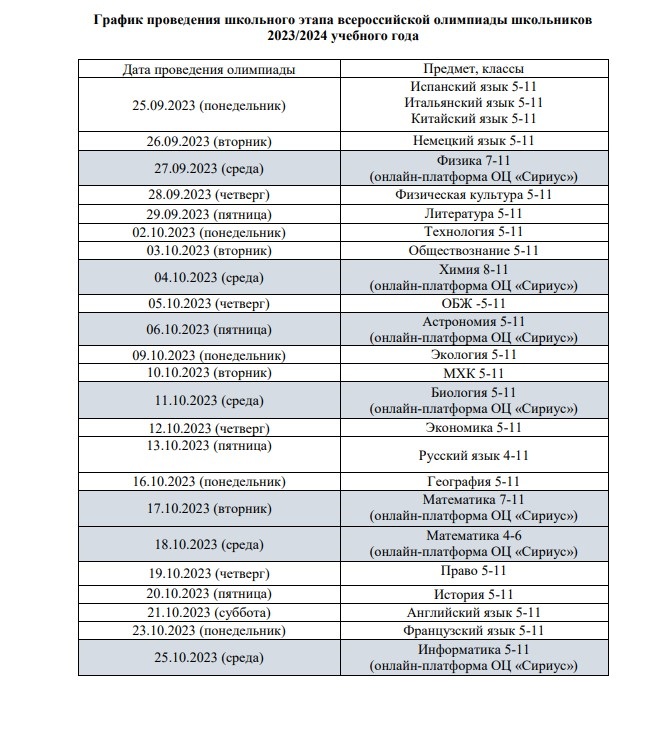 График проведения школьного этапа всероссийской олимпиады школьников
2023/2024 учебного года
Дата проведения олимпиады Предмет, классы
25.09.2023 (понедельник) Испанский язык 5-11
Итальянский язык 5-11
Китайский язык 5-11
26.09.2023 (вторник) Немецкий язык 5-11
27.09.2023 (среда) Физика 7-11
(онлайн-платформа ОЦ «Сириус»)
28.09.2023 (четверг) Физическая культура 5-11
29.09.2023 (пятница) Литература 5-11
02.10.2023 (понедельник) Технология 5-11
03.10.2023 (вторник) Обществознание 5-11
04.10.2023 (среда) Химия 8-11
(онлайн-платформа ОЦ «Сириус»)
05.10.2023 (четверг) ОБЖ -5-11
06.10.2023 (пятница) Астрономия 5-11
(онлайн-платформа ОЦ «Сириус»)
09.10.2023 (понедельник) Экология 5-11
10.10.2023 (вторник) МХК 5-11
11.10.2023 (среда) Биология 5-11
(онлайн-платформа ОЦ «Сириус»)
12.10.2023 (четверг) Экономика 5-11
13.10.2023 (пятница) Русский язык 4-11
16.10.2023 (понедельник) География 5-11
17.10.2023 (вторник) Математика 7-11
(онлайн-платформа ОЦ «Сириус»)
18.10.2023 (среда) Математика 4-6
(онлайн-платформа ОЦ «Сириус»)
19.10.2023 (четверг) Право 5-11
20.10.2023 (пятница) История 5-11
21.10.2023 (суббота) Английский язык 5-11
23.10.2023 (понедельник) Французский язык 5-11
25.10.2023 (среда) Информатика 5-11
(онлайн-платформа ОЦ «Сириус»)